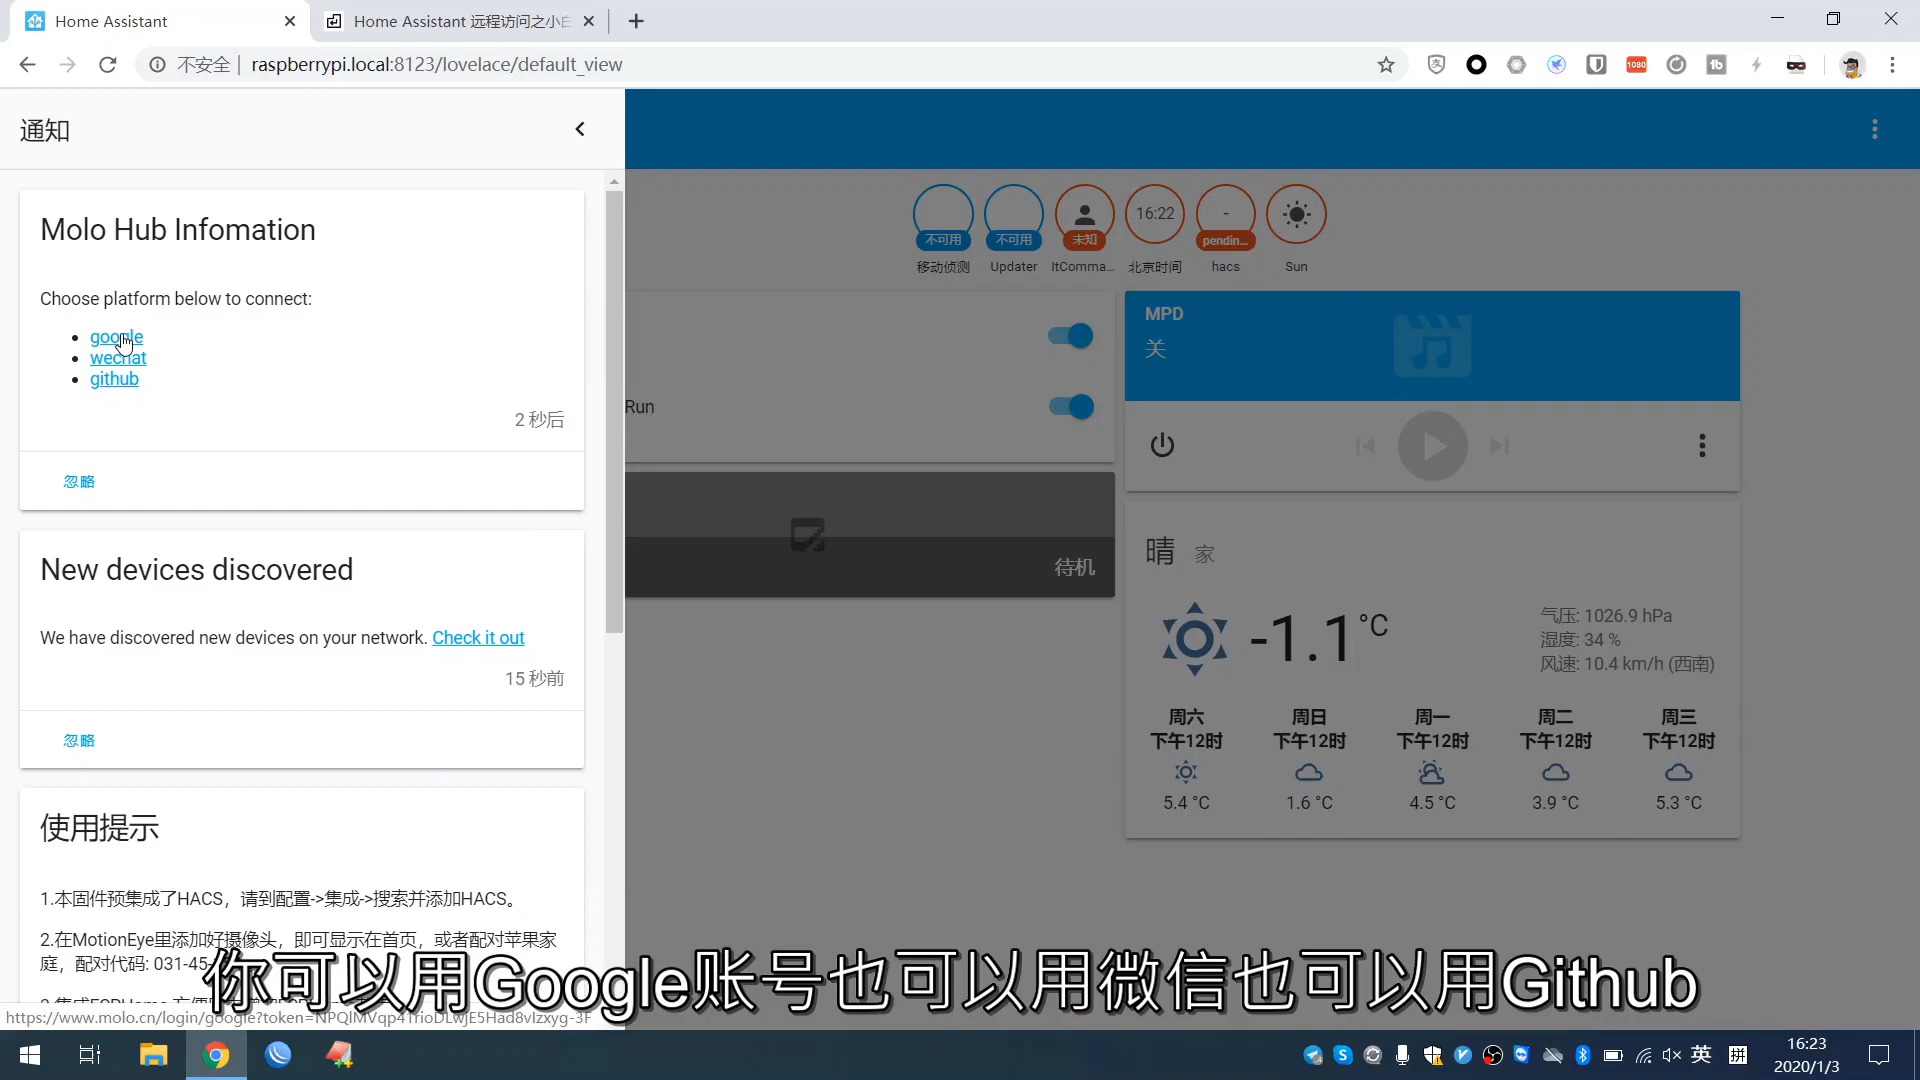 Home Assistant
Home Assistant 远程访问之小白
不安全
raspberrypi.local:8123/lovelace/default_view
1080
通知
Molo Hub Infomation
Choose platform below to connect:
google
wechat
github
2 秒后
忽略
New devices discovered
We have discovered new devices on your network. Check it out
15 秒前
忽略
使用提示
1.本固件预集成了HACS，请到配置->集成->搜索并添加HACS。
2.在MotionEye里添加好摄像头，即可显示在首页，或者配对苹果家
庭，配对代码: 031-45-
不可用
移动侦测
不可用
Updater
未知
ItComma...
16:22
北京时间
-
pendin...
hacs
Sun
Run
待机
MPD
关
晴 家
-1.1 °C
气压: 1026.9 hPa
湿度: 34 %
风速: 10.4 km/h (西南)
周六 周日 周一 周二 周三
下午12时 下午12时 下午12时 下午12时 下午12时
5.4 °C 1.6 °C 4.5 °C 3.9 °C 5.3 °C
你可以用Google账号也可以用微信也可以用Github
英
拼
16:23
2020/1/3